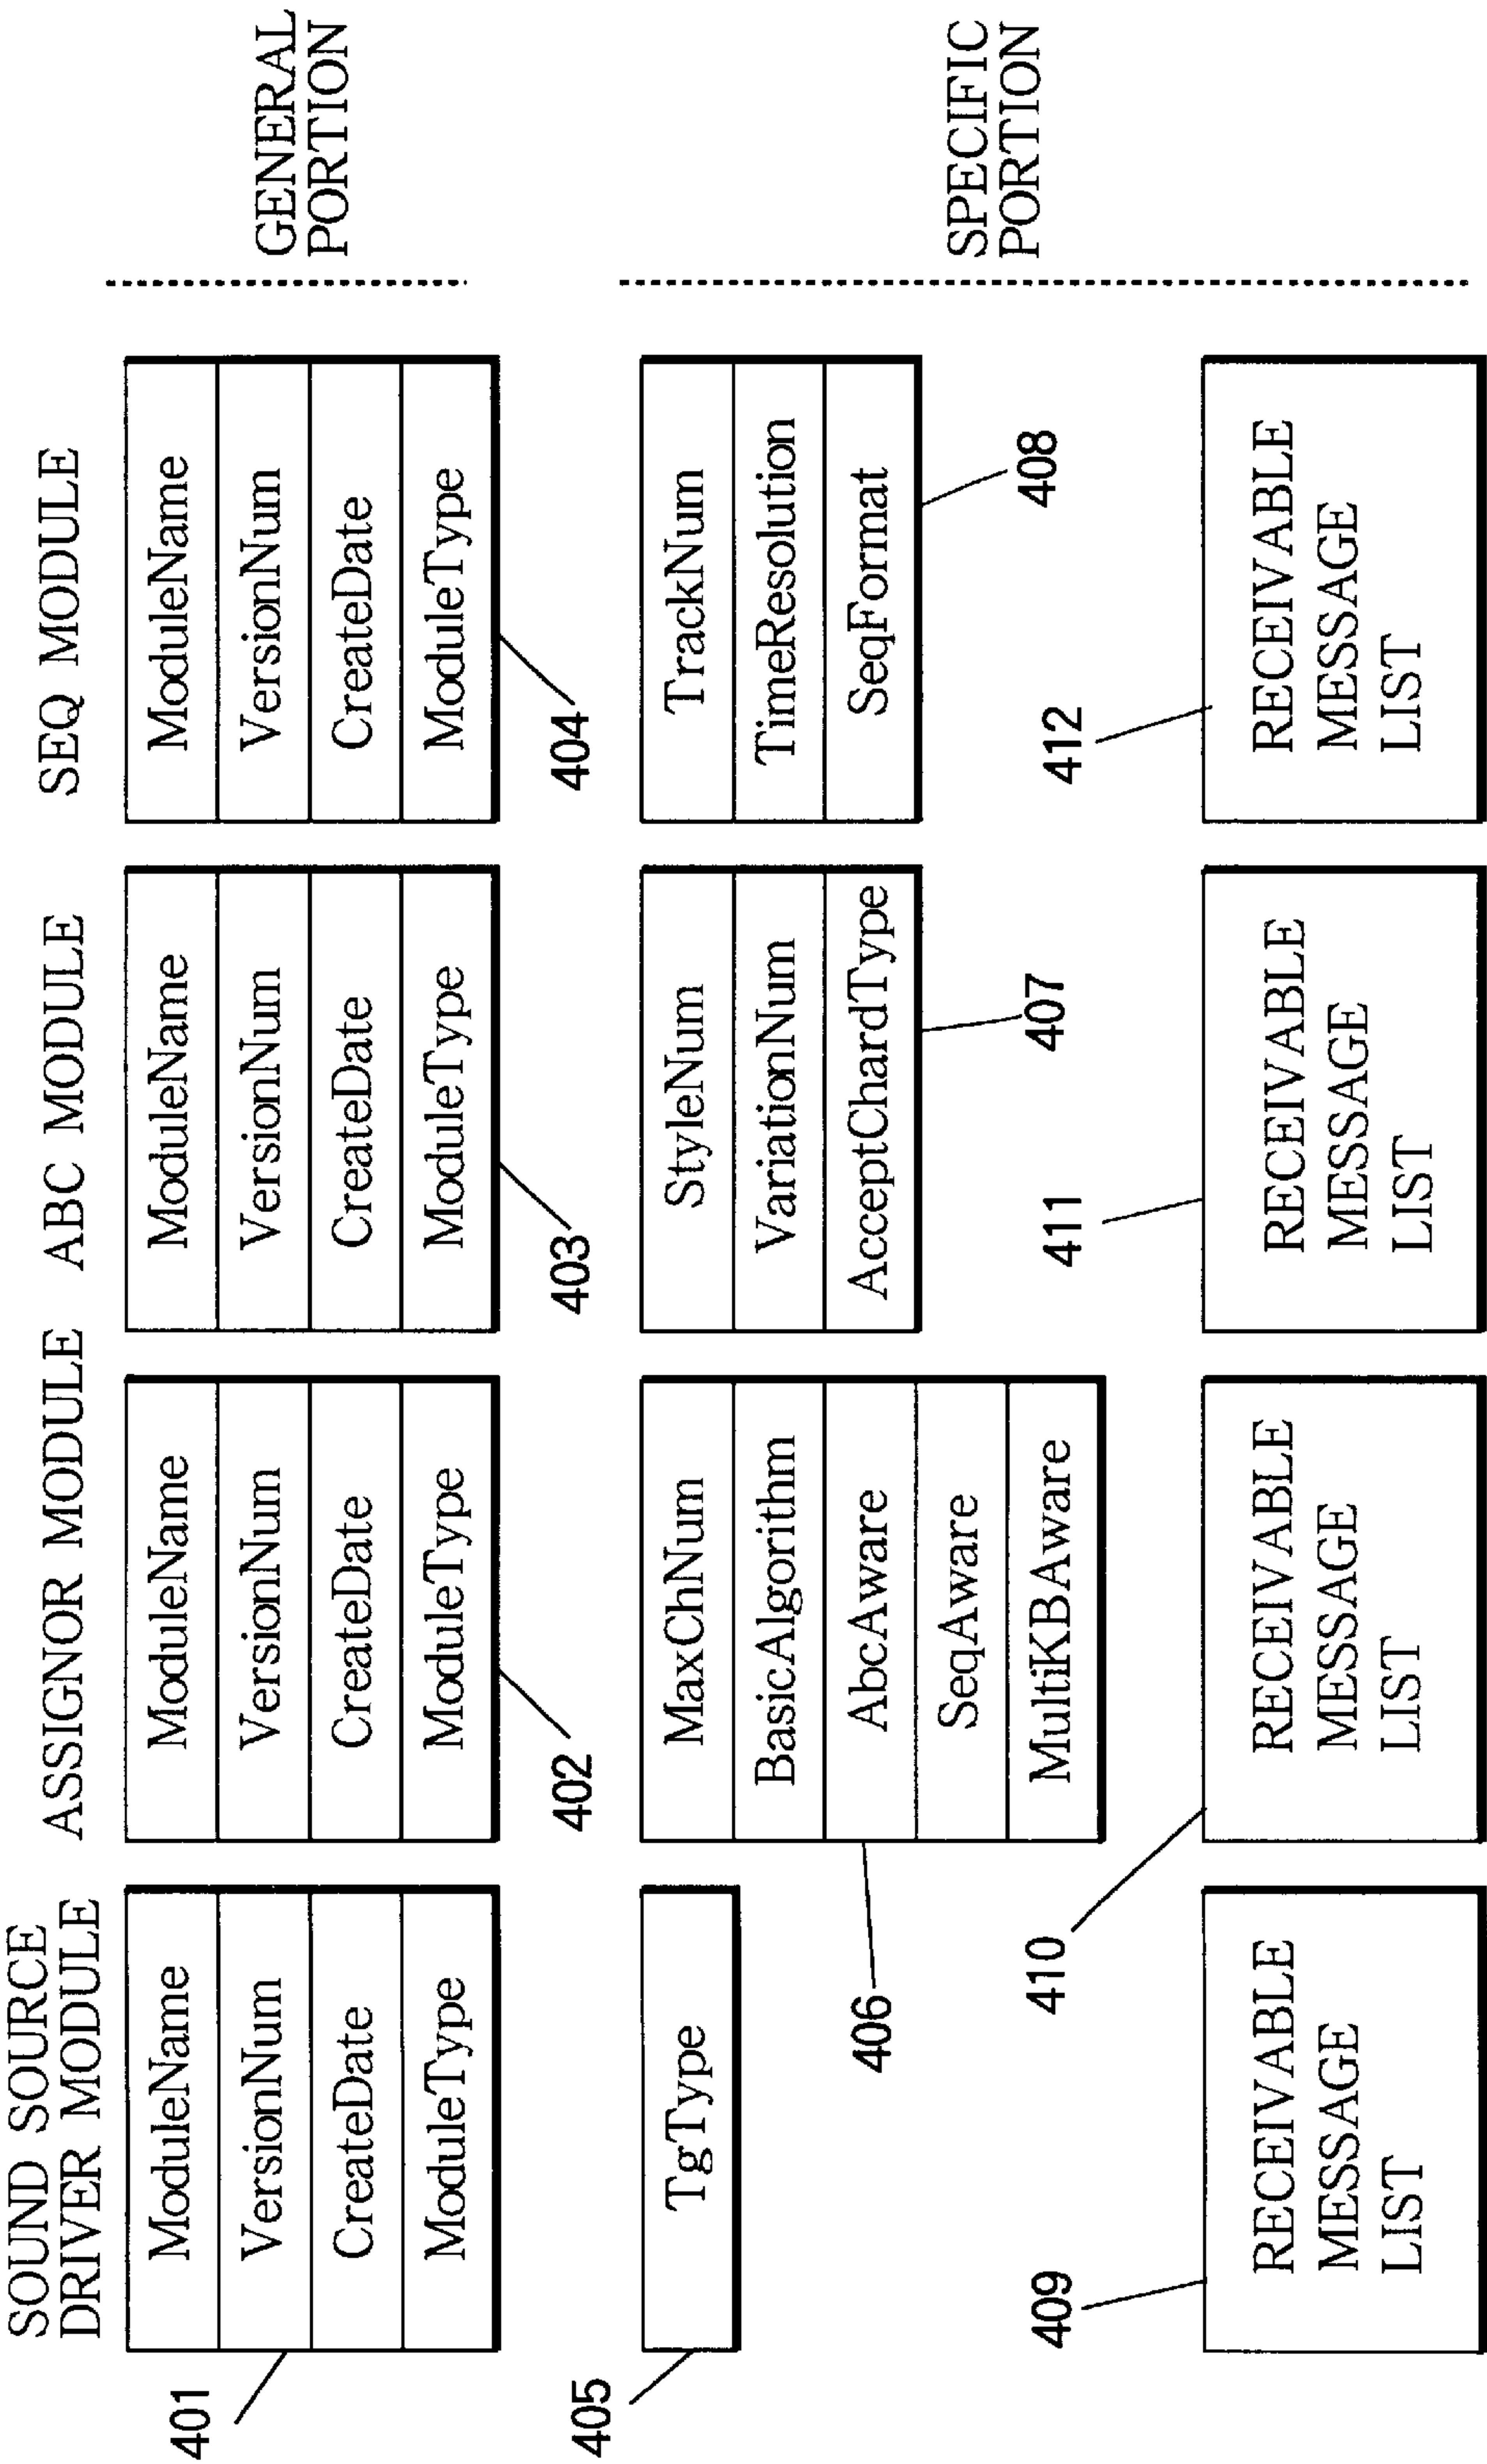 SOUND SOURCE
DRIVER MODULE
ASSIGNOR MODULE
ABC MODULE
SEQ MODULE
ModuleName
VersionNum
CreateDate
ModuleType
401
ModuleName
VersionNum
CreateDate
ModuleType
402
ModuleName
VersionNum
CreateDate
ModuleType
403
ModuleName
VersionNum
CreateDate
ModuleType
404
GENERAL
PORTION
TgType
405
MaxChNum
BasicAlgorithm
AbcAware
SeqAware
MultiKBAware
406
StyleNum
VariationNum
AcceptChardType
407
TrackNum
TimeResolution
SeqFormat
408
SPECIFIC
PORTION
409
RECEIVABLE
MESSAGE
LIST
410
RECEIVABLE
MESSAGE
LIST
411
RECEIVABLE
MESSAGE
LIST
412
RECEIVABLE
MESSAGE
LIST